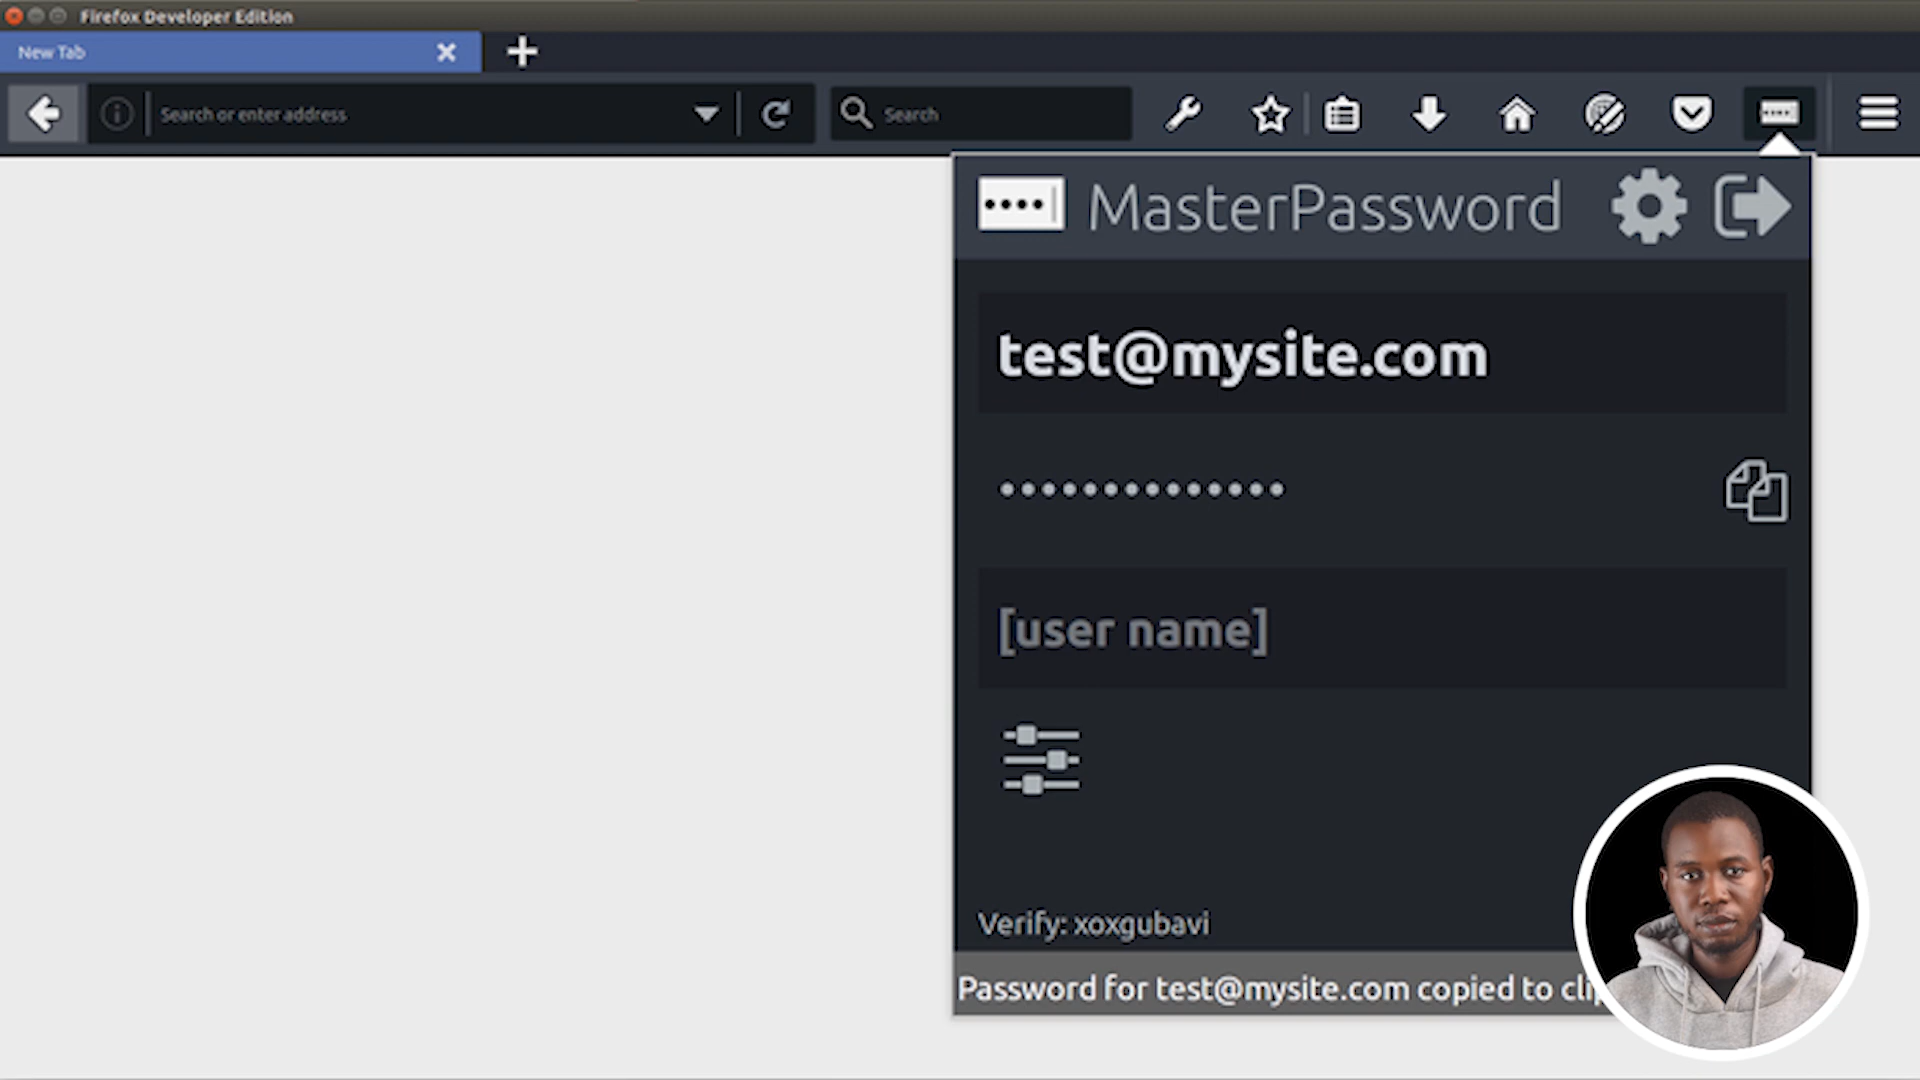 Firefox Developer Edition
New Tab
Search or enter address
Search
MasterPassword
test@mysite.com
[user name]
Verify: xoxgubavi
Password for test@mysite.com copied to